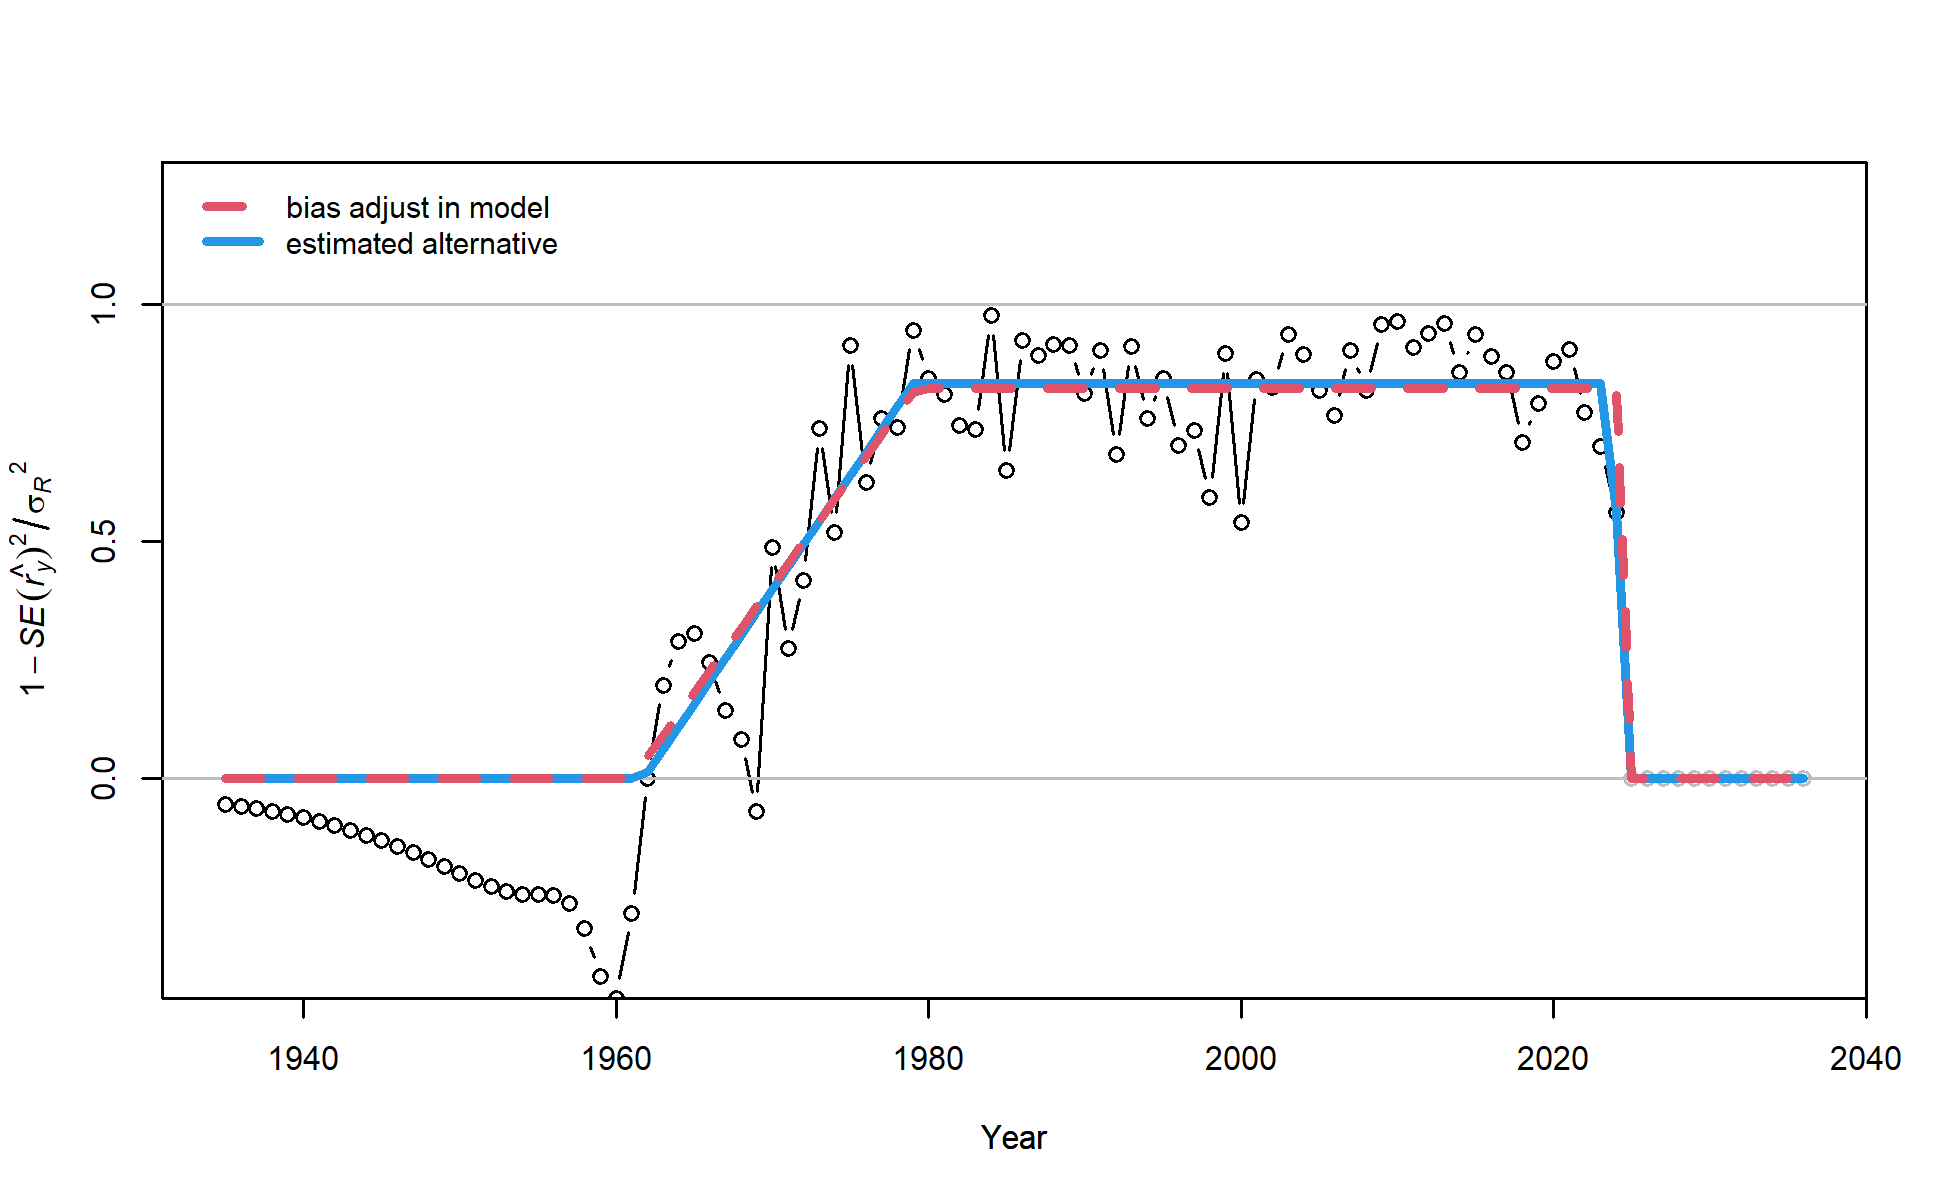 bias adjust in model
estimated alternative
1.0
0.5
0.0
1 − SE(r̂y)² / σR²
1940 1960 1980 2000 2020 2040
Year